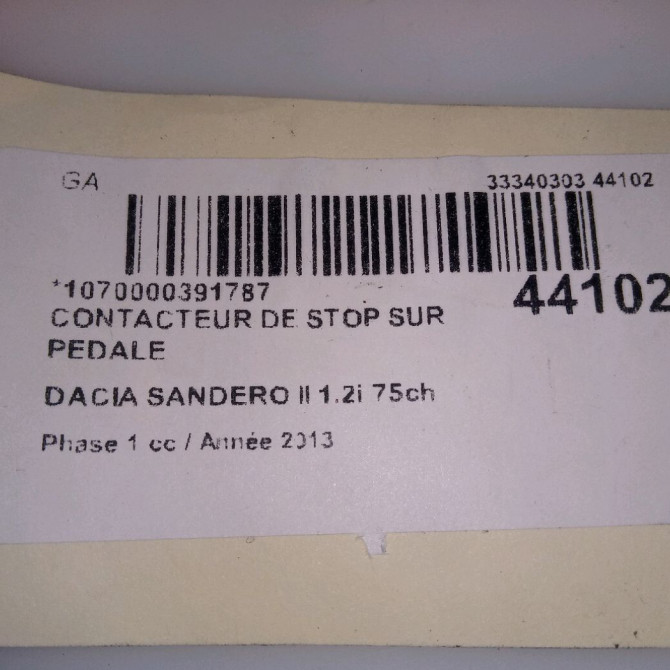 GA 33340303 44102
*1070000391787 44102
CONTACTEUR DE STOP SUR
PEDALE
DACIA SANDERO II 1.2i 75ch
Phase 1 cc / Année 2013